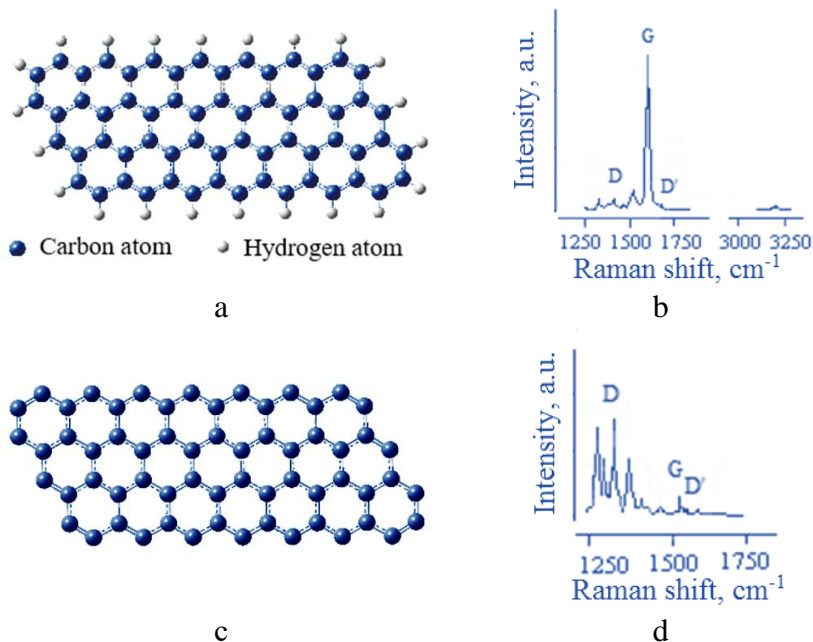 G
D
D'
Intensity, a.u.
1250 1500 1750 3000 3250
Raman shift, cm-1
Carbon atom
Hydrogen atom
a
b
D
G
D'
Intensity, a.u.
1250 1500 1750
Raman shift, cm-1
c
d